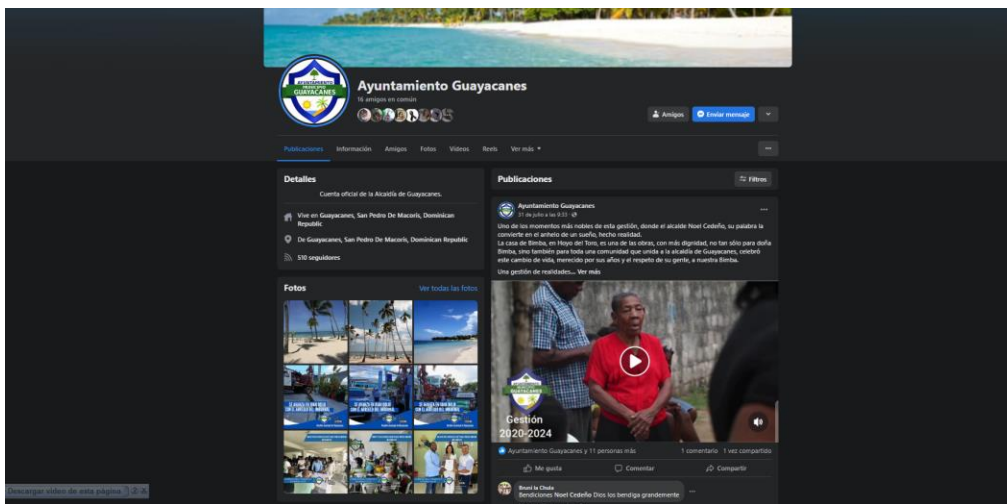 AYUNTAMIENTO
MUNICIPIO
GUAYACANES
Ayuntamiento Guayacanes
16 amigos en común
Amigos
Enviar mensaje
Publicaciones
Información
Amigos
Fotos
Videos
Reels
Ver más
Detalles
Cuenta oficial de la Alcaldía de Guayacanes.
Vive en Guayacanes, San Pedro De Macorís, Dominican
Republic
De Guayacanes, San Pedro De Macorís, Dominican Republic
510 seguidores
Fotos
Ver todas las fotos
Publicaciones
Filtros
Ayuntamiento Guayacanes
31 de julio a las 9:33
Uno de los momentos más nobles de esta gestión, donde el alcalde Noel Cedeño, su palabra la
convierte en el anhelo de un sueño, hecho realidad.
La casa de Bimba, en Hoyo del Toro, es una de las obras, con más dignidad, no tan sólo para doña
Bimba, sino también para toda una comunidad que unida a la alcaldía de Guayacanes, celebró
este cambio de vida, merecido por sus años y el respeto de su gente, a nuestra Bimba.
Una gestión de realidades... Ver más
GUAYACANES
Gestión
2020-2024
Ayuntamiento Guayacanes y 11 personas más
1 comentario
1 vez compartido
Me gusta
Comentar
Compartir
Bruni la Chula
Bendiciones Noel Cedeño Dios los bendiga grandemente
Descargar video de esta página